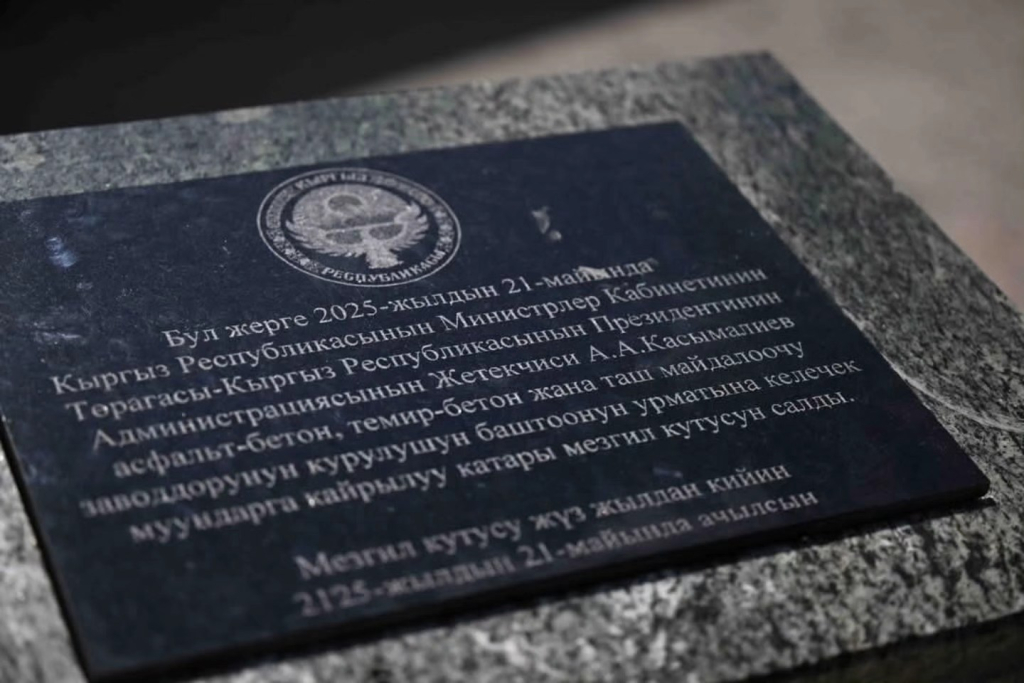 КЫРГЫЗ
РЕСПУБЛИКАСЫ
Бул жерге 2025-жылдын 21-майында
Кыргыз Республикасынын Министрлер Кабинетинин
Төрагасы-Кыргыз Республикасынын Президентинин
Администрациясынын Жетекчиси А.А.Касымалиев
асфальт-бетон, темир-бетон жана таш майдалоочу
заводдорунун курулушун баштоонун урматына келечек
муундарга кайрылуу катары мезгил кутусун салды.
Мезгил кутусу жүз жылдан кийин
2125-жылдын 21-майында ачылсын